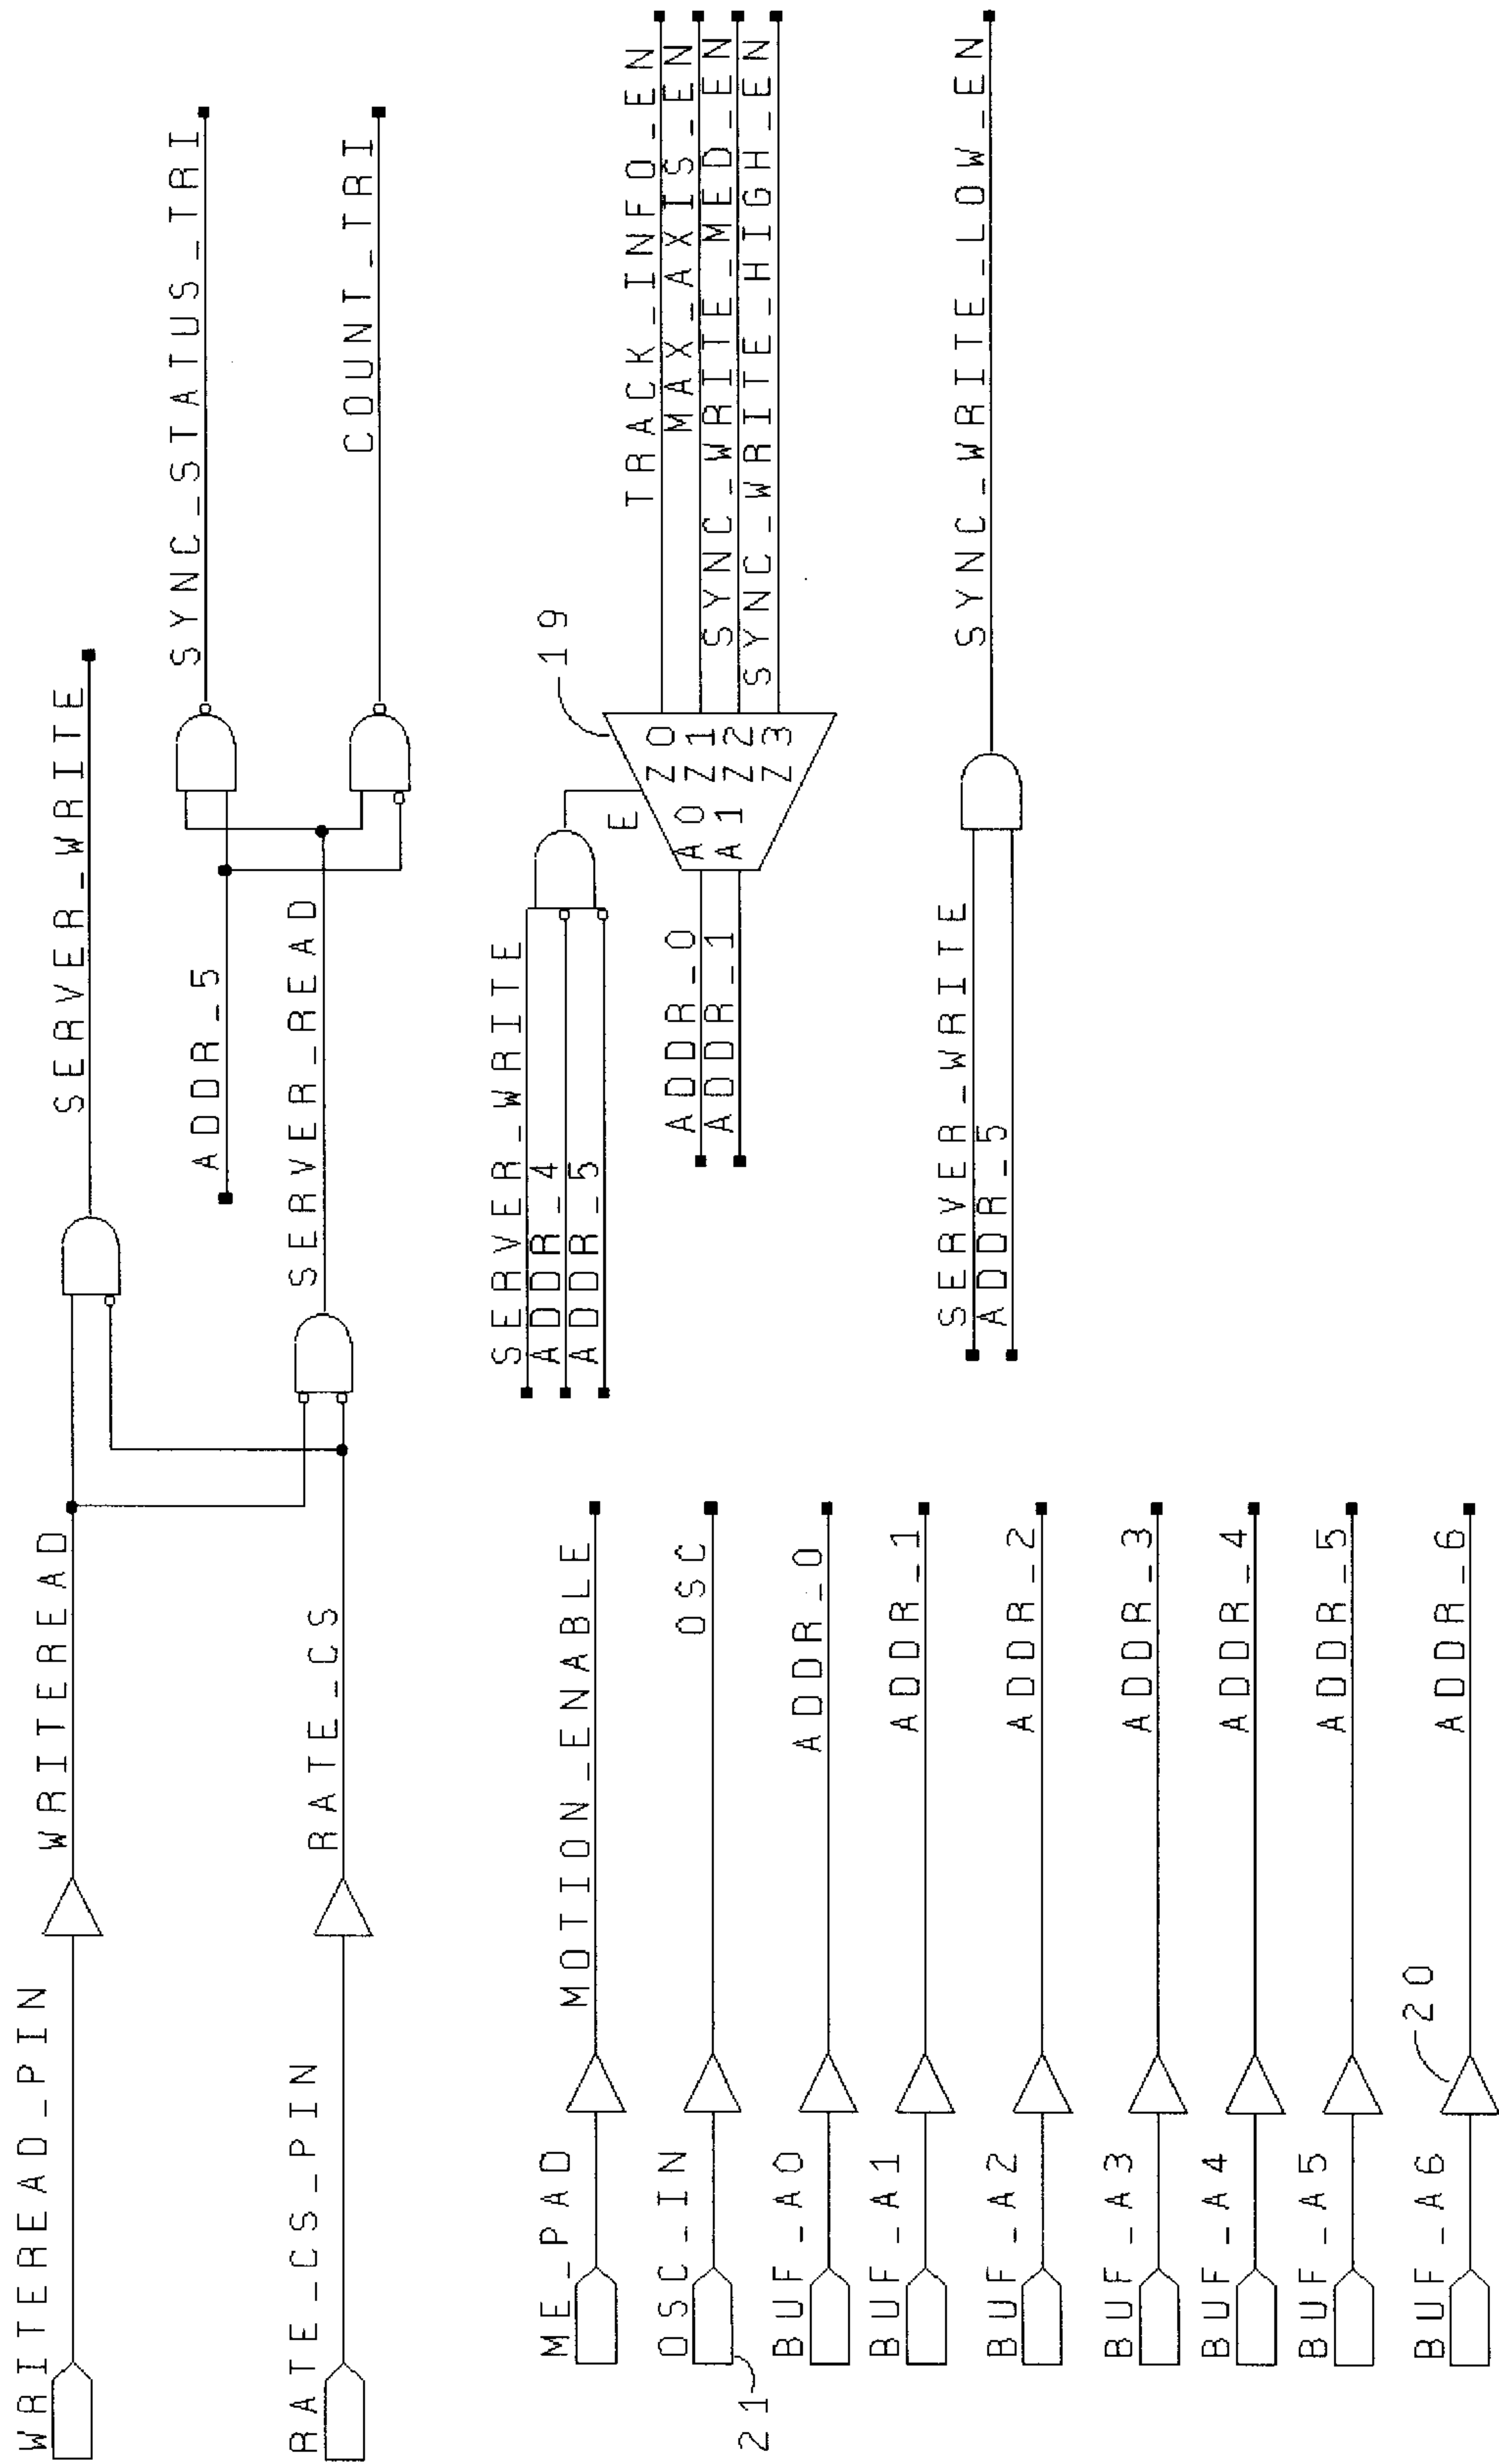 WRITEREAD_PIN
WRITEREAD
SERVER_WRITE
ADDR_5
SYNC_STATUS_TRI
RATE_CS_PIN
RATE_CS
SERVER_READ
COUNT_TRI
SERVER_WRITE
ADDR_4
ADDR_5
E
19
ADDR_0
ADDR_1
A0
A1
Z0
Z1
Z2
Z3
TRACK_INFO_EN
MAX_AXIS_EN
SYNC_WRITE_MED_EN
SYNC_WRITE_HIGH_EN
SERVER_WRITE
ADDR_5
SYNC_WRITE_LOW_EN
ME_PAD
MOTION_ENABLE
OSC_IN
OSC
21
BUF_A0
ADDR_0
BUF_A1
ADDR_1
BUF_A2
ADDR_2
BUF_A3
ADDR_3
BUF_A4
ADDR_4
BUF_A5
ADDR_5
BUF_A6
20
ADDR_6